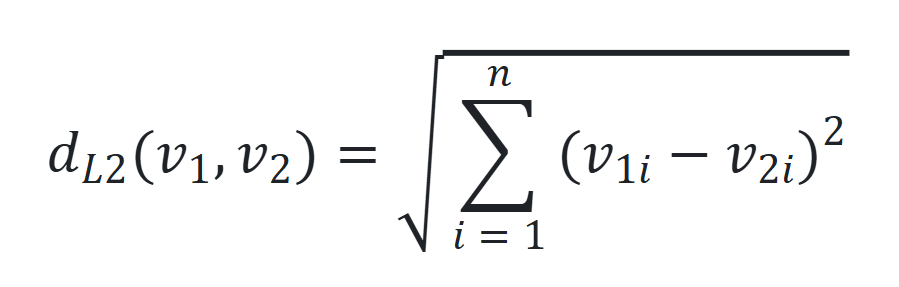 d_{L2}(v_1, v_2) = \sqrt{\sum_{i=1}^{n} (v_{1i} - v_{2i})^2}